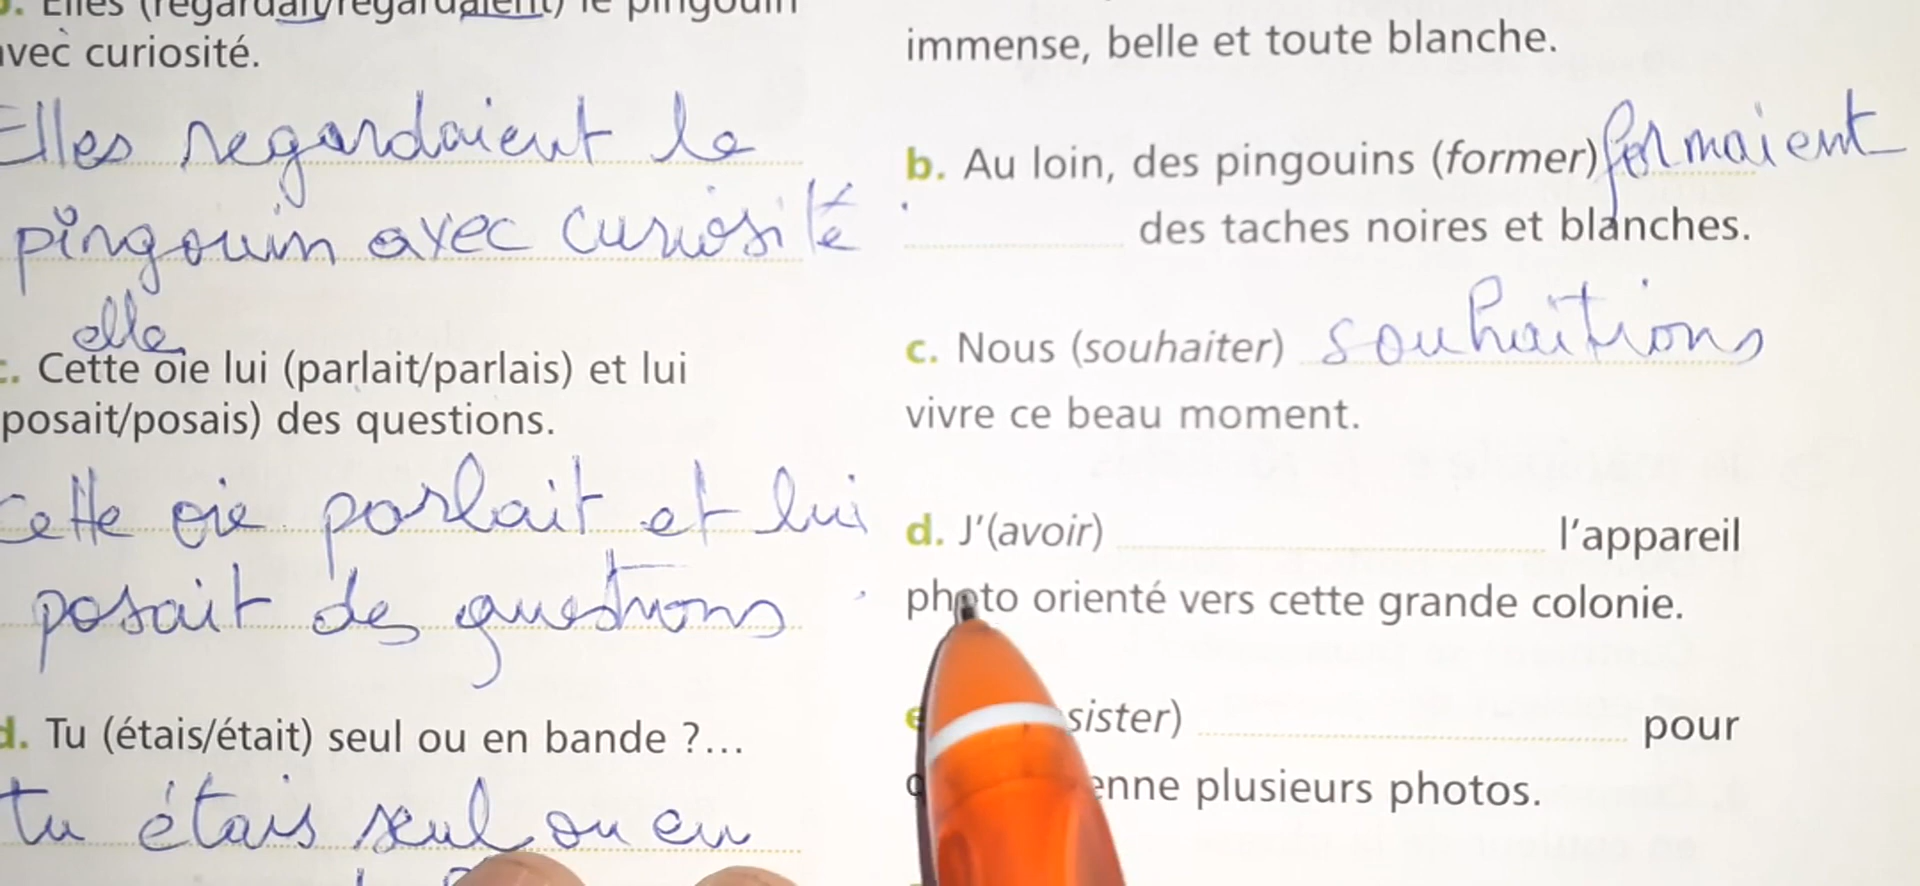 Elles (regardait/regardaient) le pingouin
avec curiosité.
Elles regardaient le
pingouin avec curiosité.
elle
c. Cette oie lui (parlait/parlais) et lui
(posait/posais) des questions.
Cette oie parlait et lui
posait des questions.
d. Tu (étais/était) seul ou en bande ?...
tu étais seul ou en
immense, belle et toute blanche.
b. Au loin, des pingouins (former) formaient
des taches noires et blanches.
c. Nous (souhaiter) souhaitions
vivre ce beau moment.
d. J'(avoir) l'appareil
photo orienté vers cette grande colonie.
sister) pour
enne plusieurs photos.